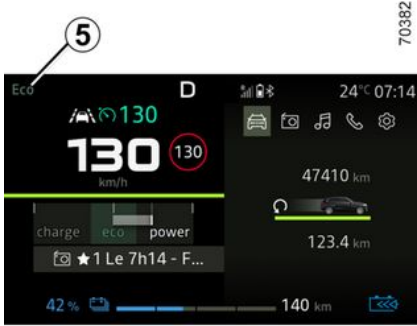 5
70382
Eco
D
24°C 07:14
130
130
130
km/h
47410 km
charge eco power
123.4 km
1 Le 7h14 - F...
42 % 140 km